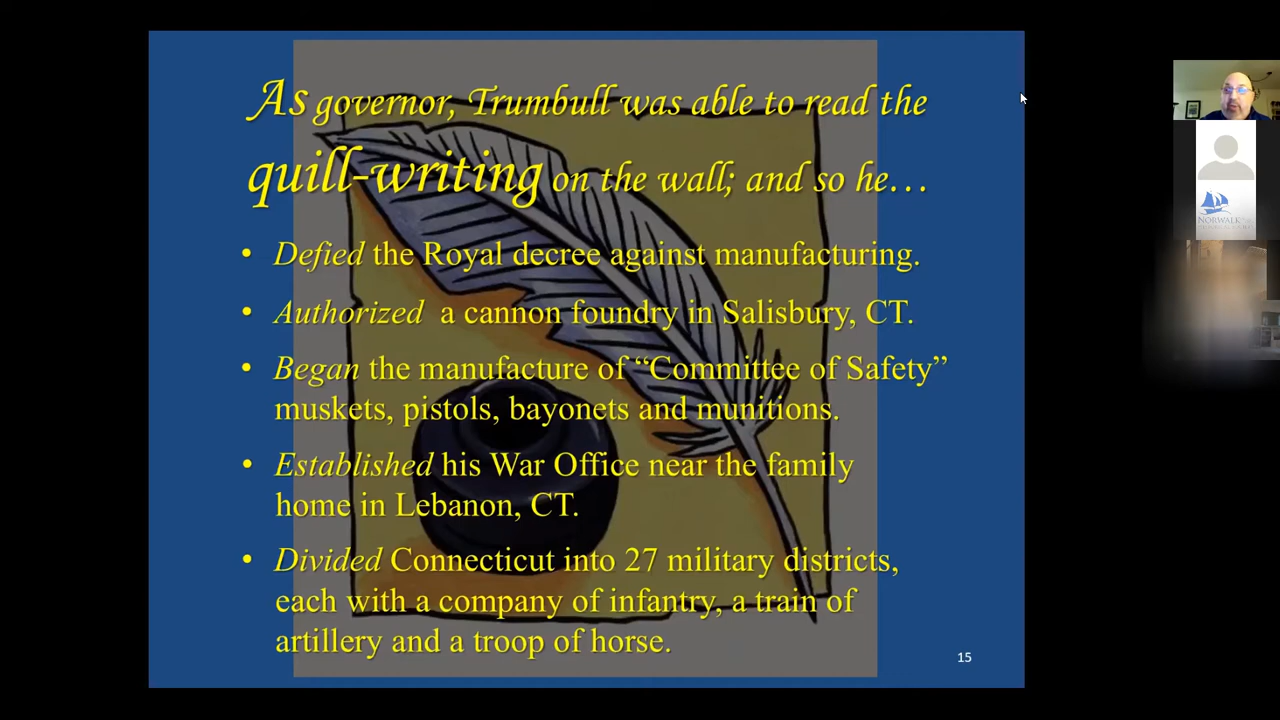 As governor, Trumbull was able to read the
quill-writing on the wall; and so he…
• Defied the Royal decree against manufacturing.
• Authorized a cannon foundry in Salisbury, CT.
• Began the manufacture of “Committee of Safety”
muskets, pistols, bayonets and munitions.
• Established his War Office near the family
home in Lebanon, CT.
• Divided Connecticut into 27 military districts,
each with a company of infantry, a train of
artillery and a troop of horse.
15
NORWALK